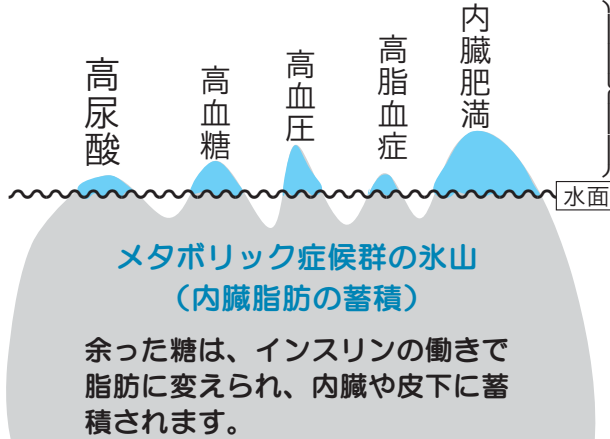 高尿酸
高血糖
高血圧
高脂血症
内臓肥満
水面
メタボリック症候群の氷山
（内臓脂肪の蓄積）
余った糖は、インスリンの働きで
脂肪に変えられ、内臓や皮下に蓄
積されます。